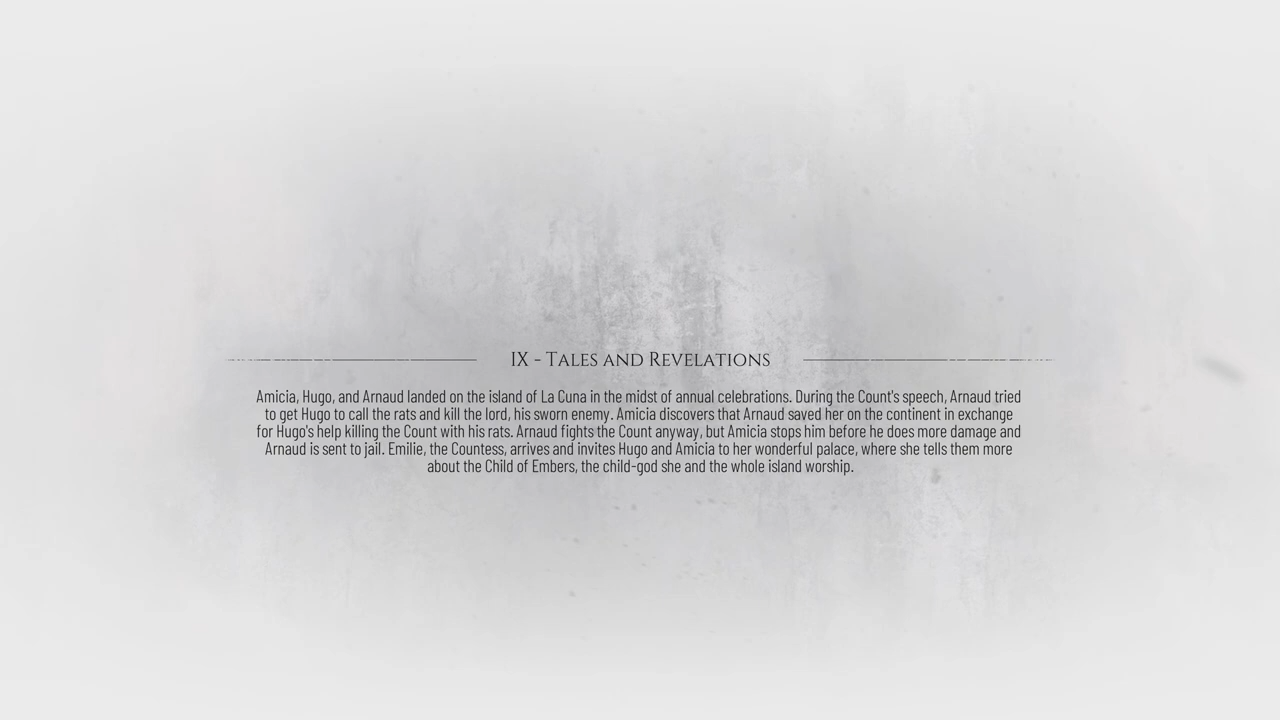 IX - Tales and Revelations
Amicia, Hugo, and Arnaud landed on the island of La Cuna in the midst of annual celebrations. During the Count's speech, Arnaud tried
to get Hugo to call the rats and kill the lord, his sworn enemy. Amicia discovers that Arnaud saved her on the continent in exchange
for Hugo's help killing the Count with his rats. Arnaud fights the Count anyway, but Amicia stops him before he does more damage and
Arnaud is sent to jail. Emilie, the Countess, arrives and invites Hugo and Amicia to her wonderful palace, where she tells them more
about the Child of Embers, the child-god she and the whole island worship.